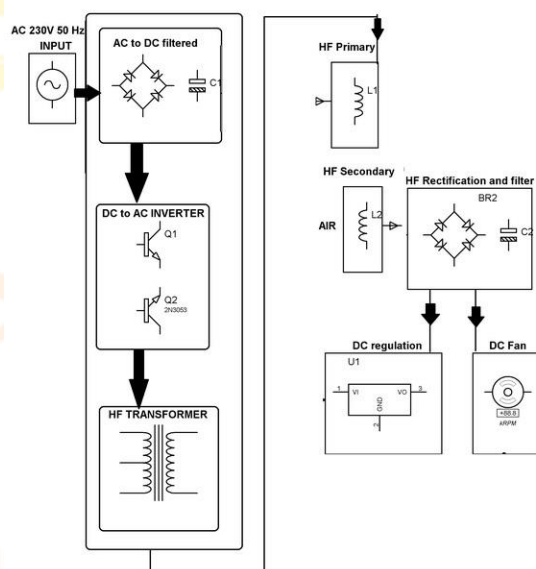 AC 230V 50 Hz
INPUT
AC to DC filtered
C1
DC to AC INVERTER
Q1
Q2
2N3053
HF TRANSFORMER
HF Primary
L1
HF Secondary
AIR
L2
HF Rectification and filter
BR2
C2
DC regulation
U1
1
VI
VO
3
GND
2
DC Fan
+88.8
kRPM